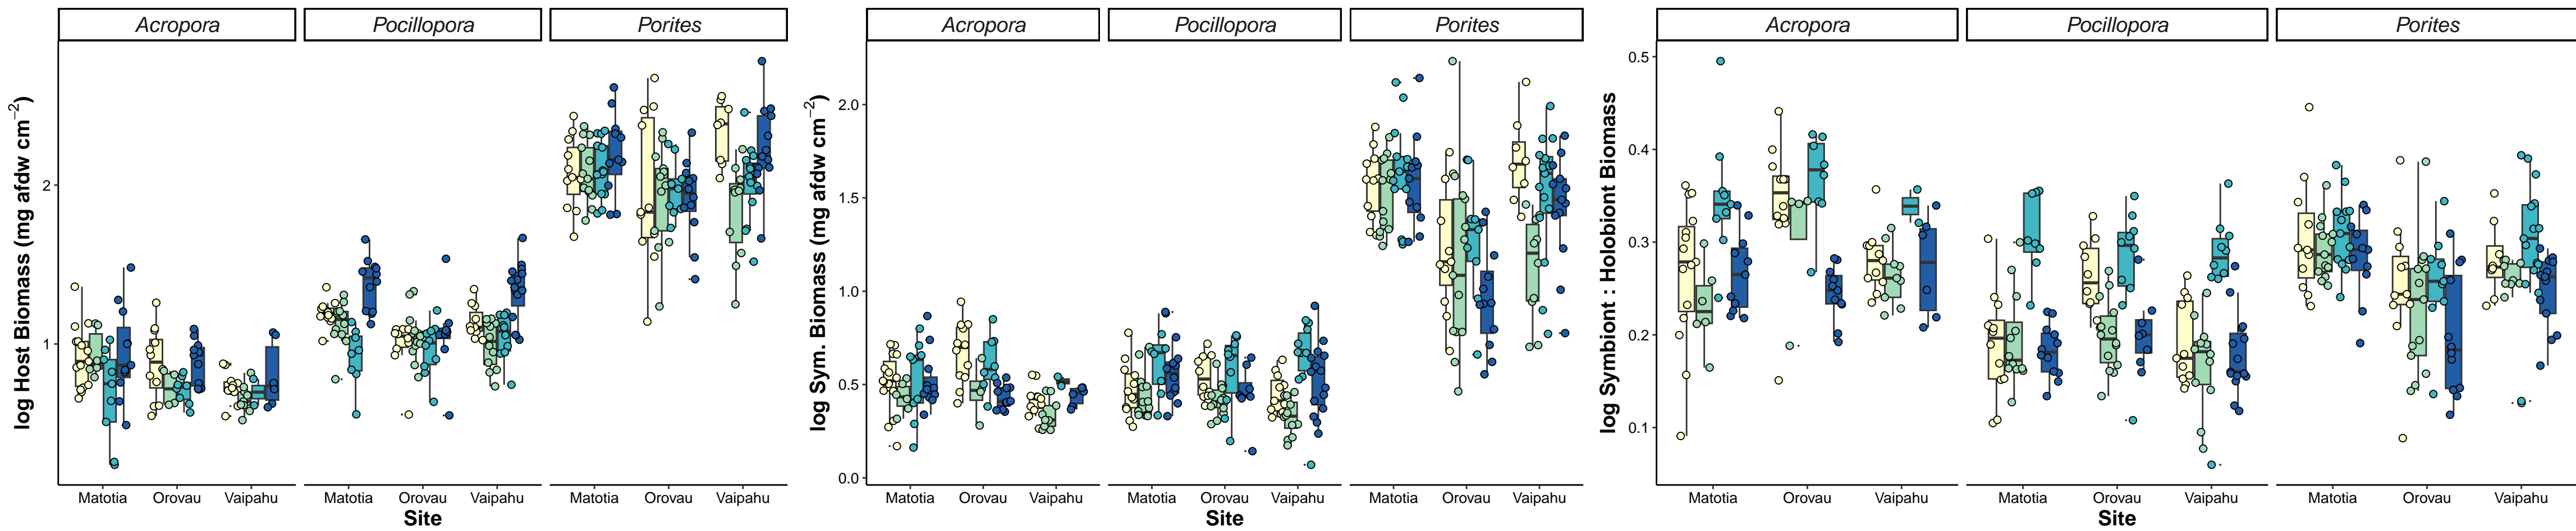 Acropora
Pocillopora
Porites
log Host Biomass (mg afdw cm⁻²)
2
1
Matotia
Orovau
Vaipahu
Matotia
Orovau
Vaipahu
Matotia
Orovau
Vaipahu
Site
Acropora
Pocillopora
Porites
log Sym. Biomass (mg afdw cm⁻²)
2.0
1.5
1.0
0.5
0.0
Matotia
Orovau
Vaipahu
Matotia
Orovau
Vaipahu
Matotia
Orovau
Vaipahu
Site
Acropora
Pocillopora
Porites
log Symbiont : Holobiont Biomass
0.5
0.4
0.3
0.2
0.1
Matotia
Orovau
Vaipahu
Matotia
Orovau
Vaipahu
Matotia
Orovau
Vaipahu
Site